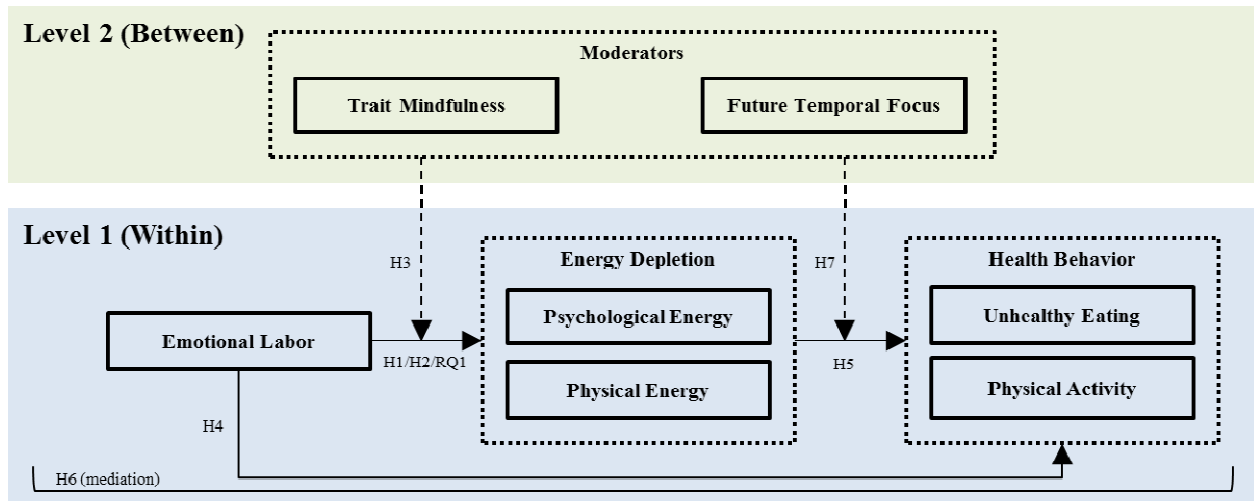 Level 2 (Between)
Moderators
Trait Mindfulness
Future Temporal Focus
Level 1 (Within)
H3
Energy Depletion
H7
Health Behavior
Psychological Energy
Unhealthy Eating
Emotional Labor
H1/H2/RQ1
H5
Physical Energy
Physical Activity
H4
H6 (mediation)